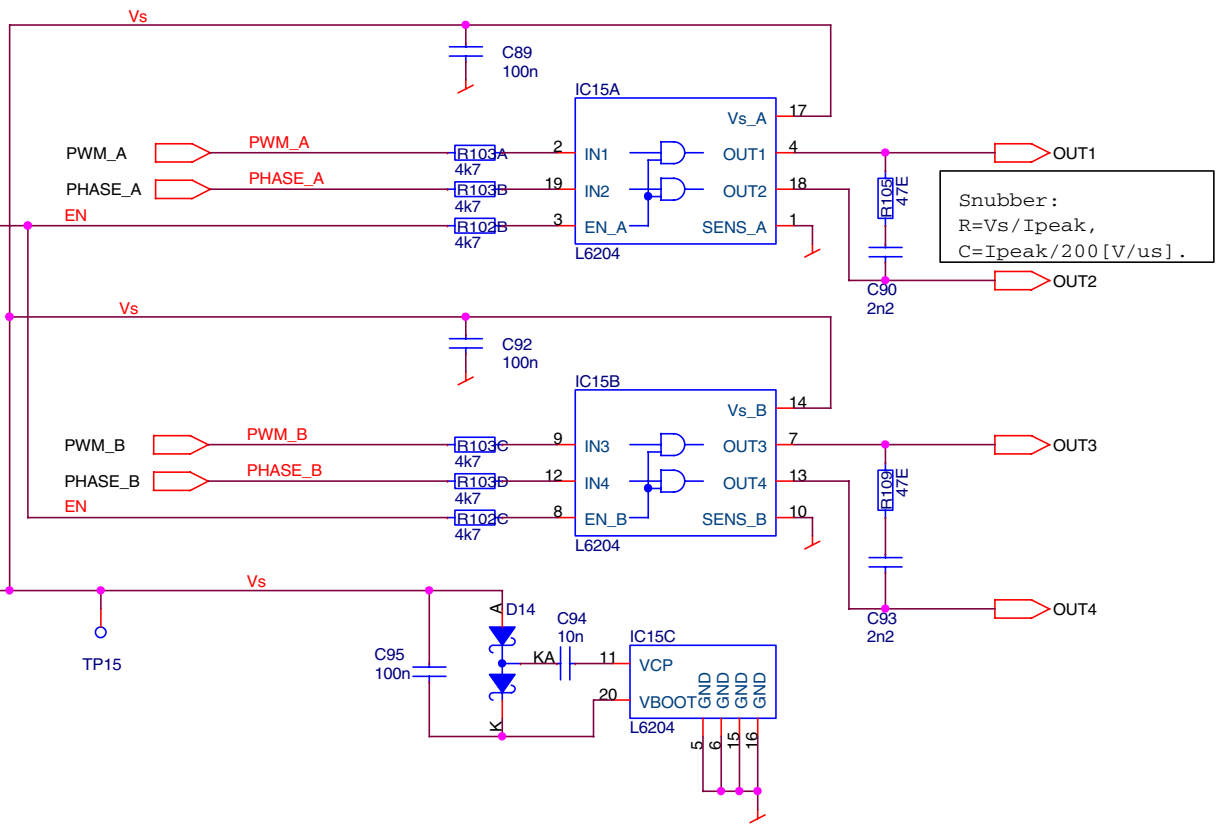 Vs
C89
100n
IC15A
Vs_A
17
PWM_A
PWM_A
R103A
4k7
2
IN1
OUT1
4
OUT1
PHASE_A
PHASE_A
R103B
4k7
19
IN2
OUT2
18
EN
R102B
4k7
3
EN_A
SENS_A
1
L6204
R105
47E
Snubber:
R=Vs/Ipeak,
C=Ipeak/200[V/us].
C90
2n2
OUT2
Vs
C92
100n
IC15B
Vs_B
14
PWM_B
PWM_B
R103C
4k7
9
IN3
OUT3
7
OUT3
PHASE_B
PHASE_B
R103D
4k7
12
IN4
OUT4
13
EN
R102C
4k7
8
EN_B
SENS_B
10
L6204
R109
47E
C93
2n2
OUT4
Vs
TP15
A
D14
C94
10n
KA
C95
100n
K
IC15C
11
VCP
20
VBOOT
GND
GND
GND
GND
L6204
5
6
15
16